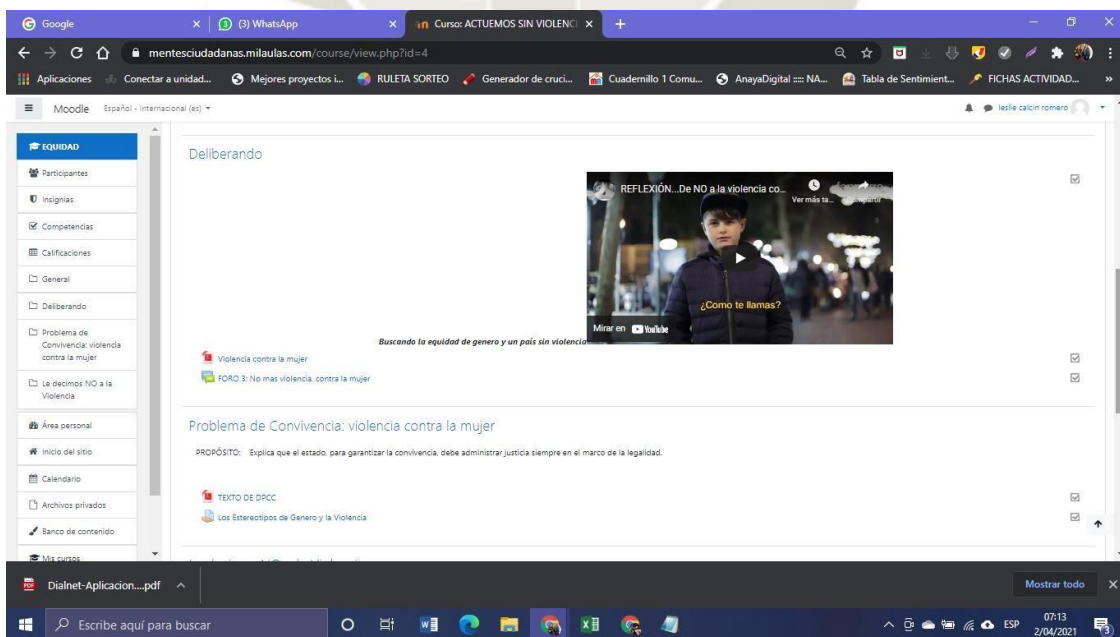 Google
(3) WhatsApp
Curso: ACTUEMOS SIN VIOLENCI
mentesciudadanas.milaulas.com/course/view.php?id=4
Aplicaciones
Conectar a unidad...
Mejores proyectos i...
RULETA SORTEO
Generador de cruci...
Cuadernillo 1 Comu...
AnayaDigital ::::: NA...
Tabla de Sentimient...
FICHAS ACTIVIDAD...
»
Moodle
Español - Internacional (es)
leslie calcin romero
EQUIDAD
Participantes
Insignias
Competencias
Calificaciones
General
Deliberando
Problema de
Convivencia: violencia
contra la mujer
Le decimos NO a la
Violencia
Área personal
Inicio del sitio
Calendario
Archivos privados
Banco de contenido
Mis cursos
Deliberando
REFLEXIÓN...De NO a la violencia co...
Ver más ta...
Compartir
¿Como te llamas?
Mirar en YouTube
Buscando la equidad de genero y un país sin violencia
Violencia contra la mujer
FORO 3: No mas violencia, contra la mujer
Problema de Convivencia: violencia contra la mujer
PROPÓSITO: Explica que el estado, para garantizar la convivencia, debe administrar justicia siempre en el marco de la legalidad.
TEXTO DE DPCC
Los Estereotipos de Genero y la Violencia
Dialnet-Aplicacion....pdf
Mostrar todo
Escribe aquí para buscar
ESP
07:13
2/04/2021